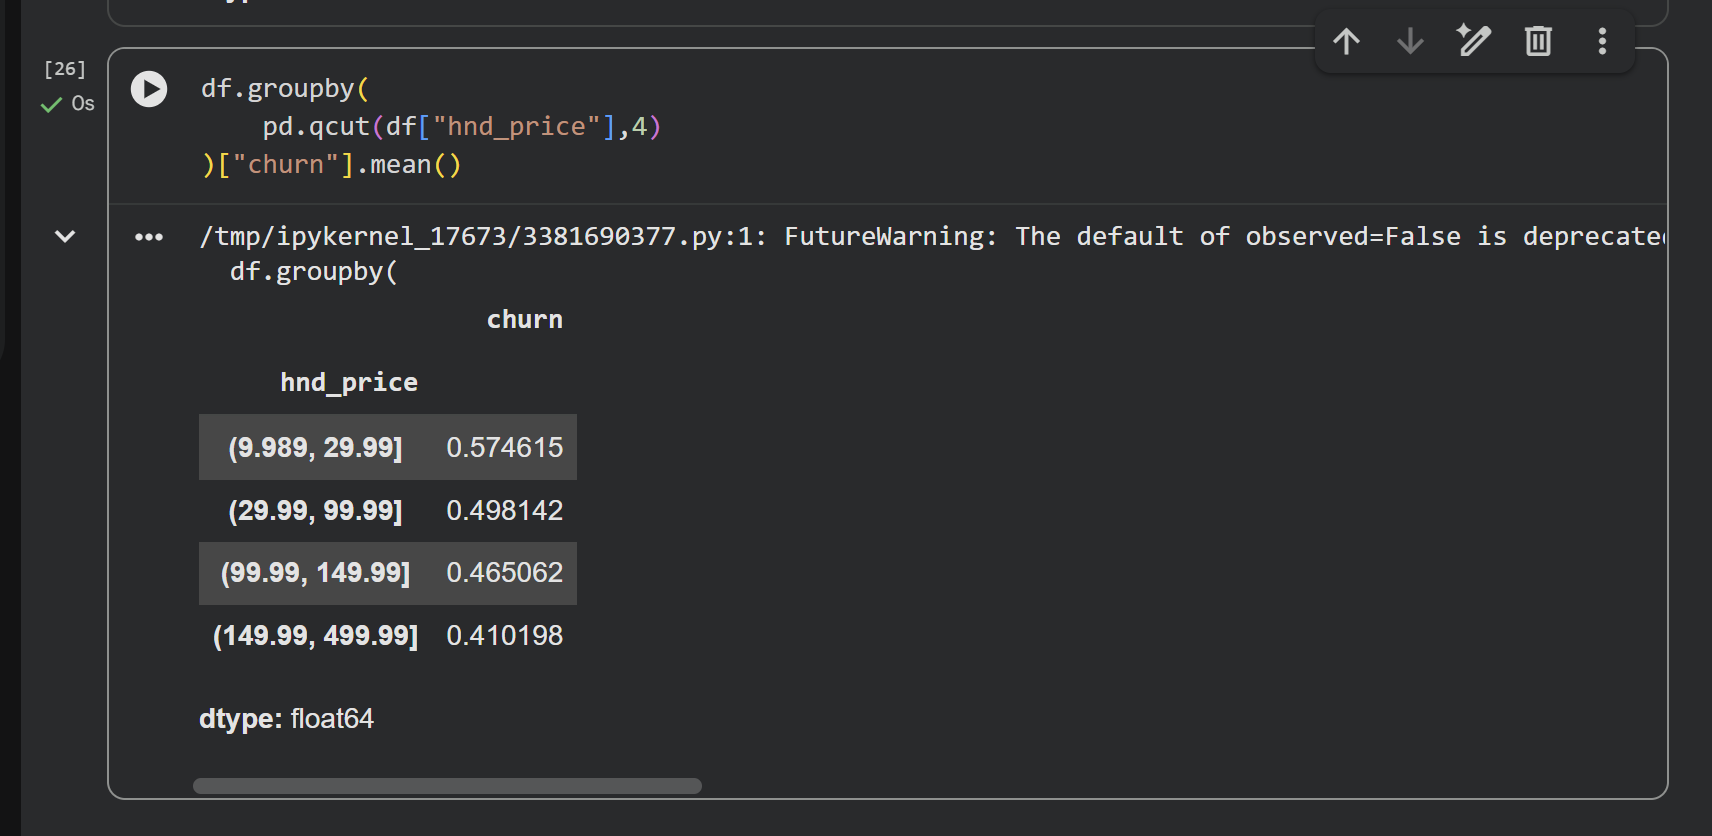 [26]
0s
df.groupby(
    pd.qcut(df["hnd_price"],4)
)["churn"].mean()
/tmp/ipykernel_17673/3381690377.py:1: FutureWarning: The default of observed=False is deprecated
  df.groupby(
churn
hnd_price
(9.989, 29.99] 0.574615
(29.99, 99.99] 0.498142
(99.99, 149.99] 0.465062
(149.99, 499.99] 0.410198
dtype: float64